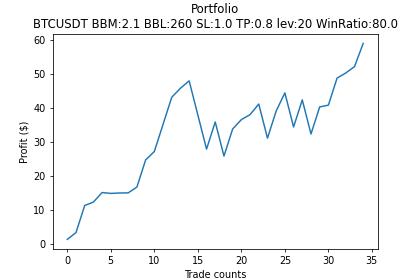 Portfolio
BTCUSDT BBM:2.1 BBL:260 SL:1.0 TP:0.8 lev:20 WinRatio:80.0
60
50
40
30
20
10
0
Profit ($)
0 5 10 15 20 25 30 35
Trade counts